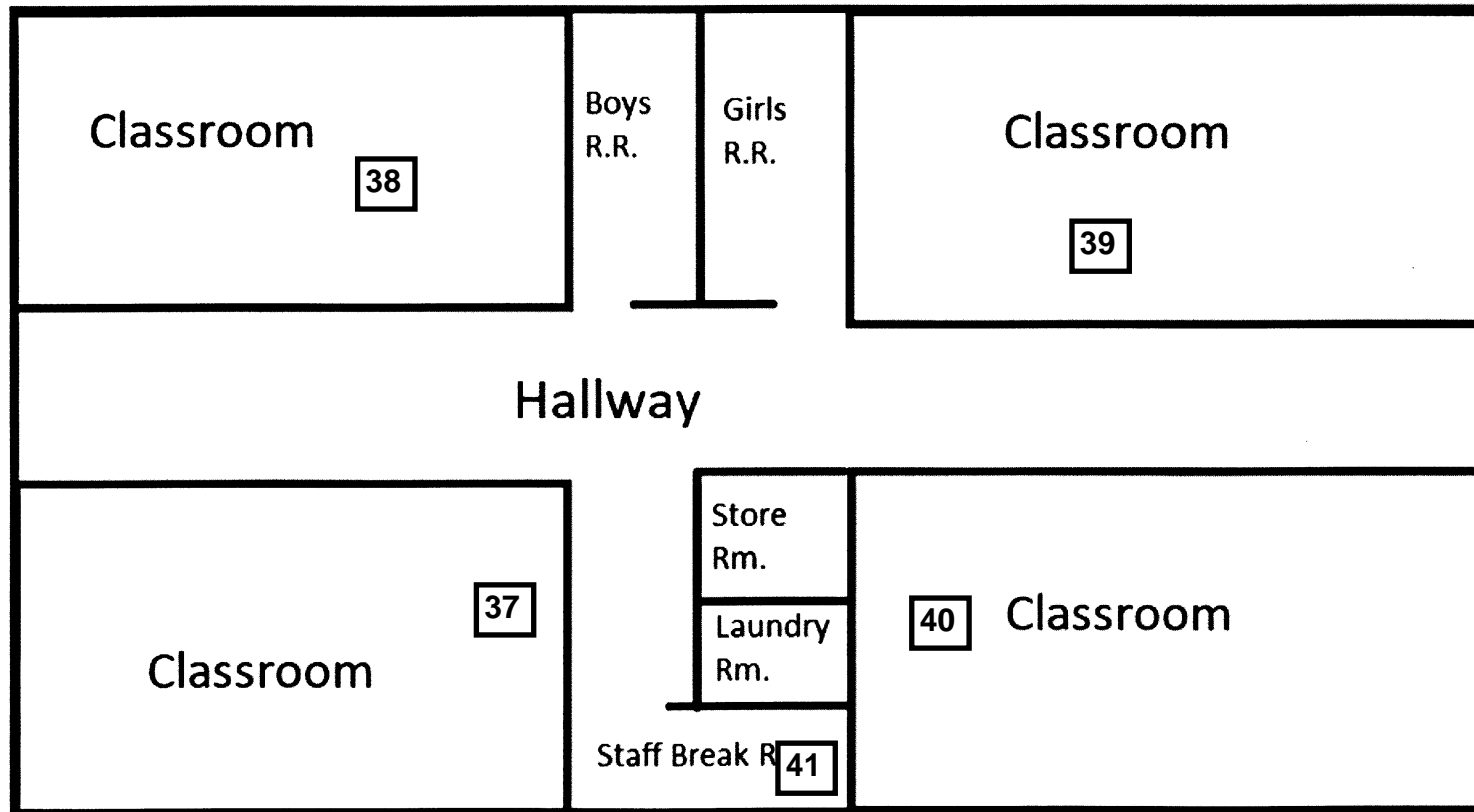 Classroom
38
Boys
R.R.
Girls
R.R.
Classroom
39
Hallway
Classroom
37
Store
Rm.
Laundry
Rm.
Staff Break R
41
40
Classroom